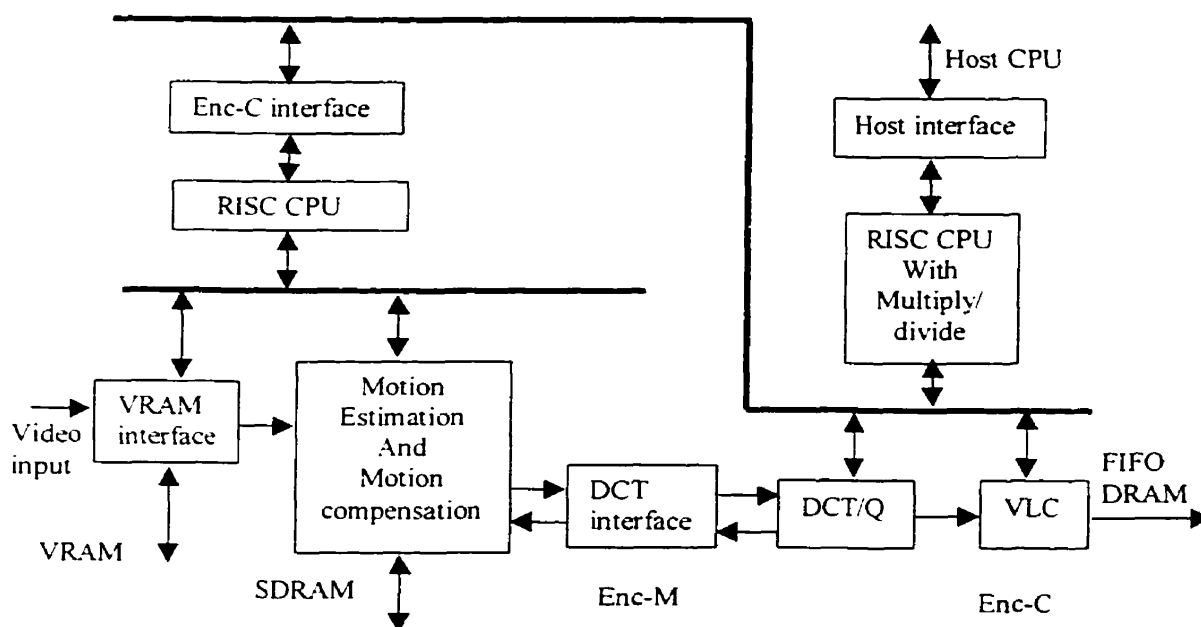 Host CPU
Enc-C interface
Host interface
RISC CPU
RISC CPU
With
Multiply/
divide
Motion
Estimation
And
Motion
compensation
VRAM
interface
Video
input
VRAM
SDRAM
DCT
interface
DCT/Q
VLC
FIFO
DRAM
Enc-M
Enc-C